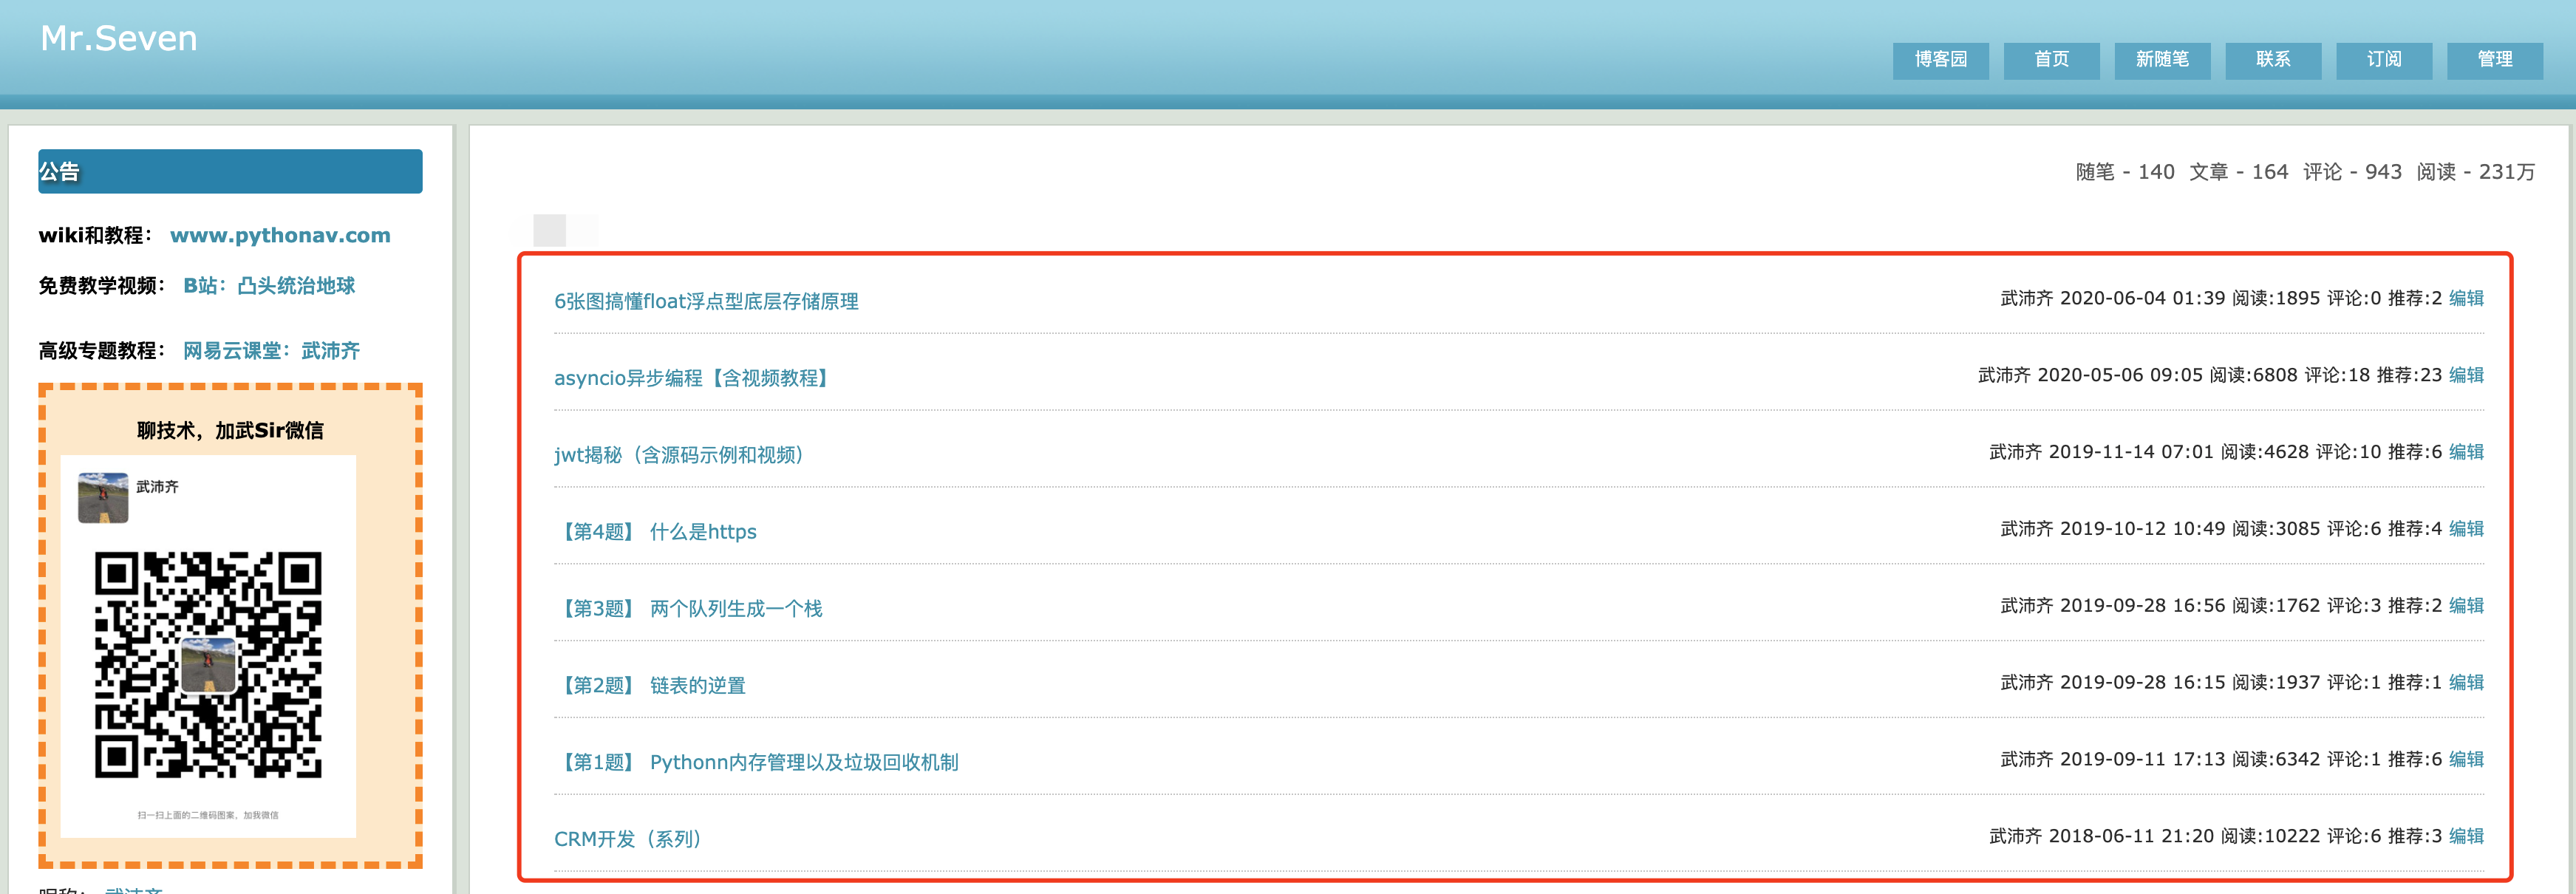 Mr.Seven
博客园 首页 新随笔 联系 订阅 管理
公告
wiki和教程： www.pythonav.com
免费教学视频： B站：凸头统治地球
高级专题教程： 网易云课堂：武沛齐
聊技术，加武Sir微信
武沛齐
扫一扫上面的二维码图案，加我微信
昵称： 武沛齐
随笔 - 140 文章 - 164 评论 - 943 阅读 - 231万
6张图搞懂float浮点型底层存储原理 武沛齐 2020-06-04 01:39 阅读:1895 评论:0 推荐:2 编辑
asyncio异步编程【含视频教程】 武沛齐 2020-05-06 09:05 阅读:6808 评论:18 推荐:23 编辑
jwt揭秘（含源码示例和视频） 武沛齐 2019-11-14 07:01 阅读:4628 评论:10 推荐:6 编辑
【第4题】 什么是https 武沛齐 2019-10-12 10:49 阅读:3085 评论:6 推荐:4 编辑
【第3题】 两个队列生成一个栈 武沛齐 2019-09-28 16:56 阅读:1762 评论:3 推荐:2 编辑
【第2题】 链表的逆置 武沛齐 2019-09-28 16:15 阅读:1937 评论:1 推荐:1 编辑
【第1题】 Pythonn内存管理以及垃圾回收机制 武沛齐 2019-09-11 17:13 阅读:6342 评论:1 推荐:6 编辑
CRM开发（系列） 武沛齐 2018-06-11 21:20 阅读:10222 评论:6 推荐:3 编辑